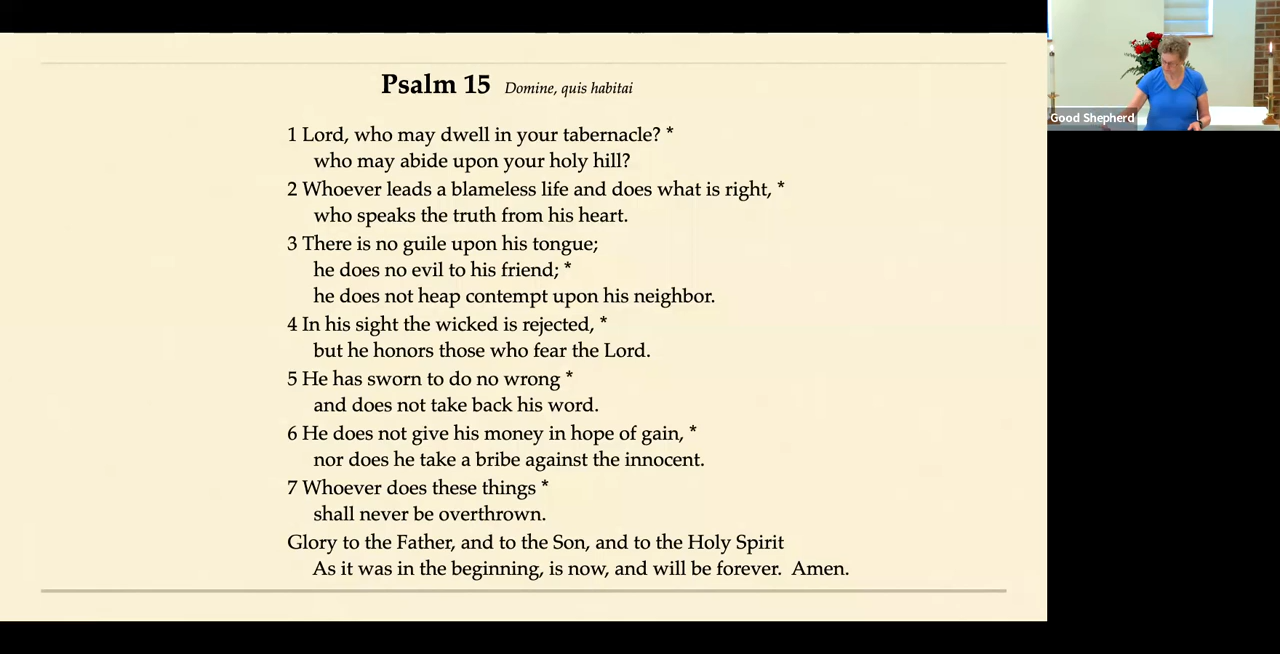 Psalm 15 Domine, quis habitai
1 Lord, who may dwell in your tabernacle? *
who may abide upon your holy hill?
2 Whoever leads a blameless life and does what is right, *
who speaks the truth from his heart.
3 There is no guile upon his tongue;
he does no evil to his friend; *
he does not heap contempt upon his neighbor.
4 In his sight the wicked is rejected, *
but he honors those who fear the Lord.
5 He has sworn to do no wrong *
and does not take back his word.
6 He does not give his money in hope of gain, *
nor does he take a bribe against the innocent.
7 Whoever does these things *
shall never be overthrown.
Glory to the Father, and to the Son, and to the Holy Spirit
As it was in the beginning, is now, and will be forever. Amen.
Good Shepherd